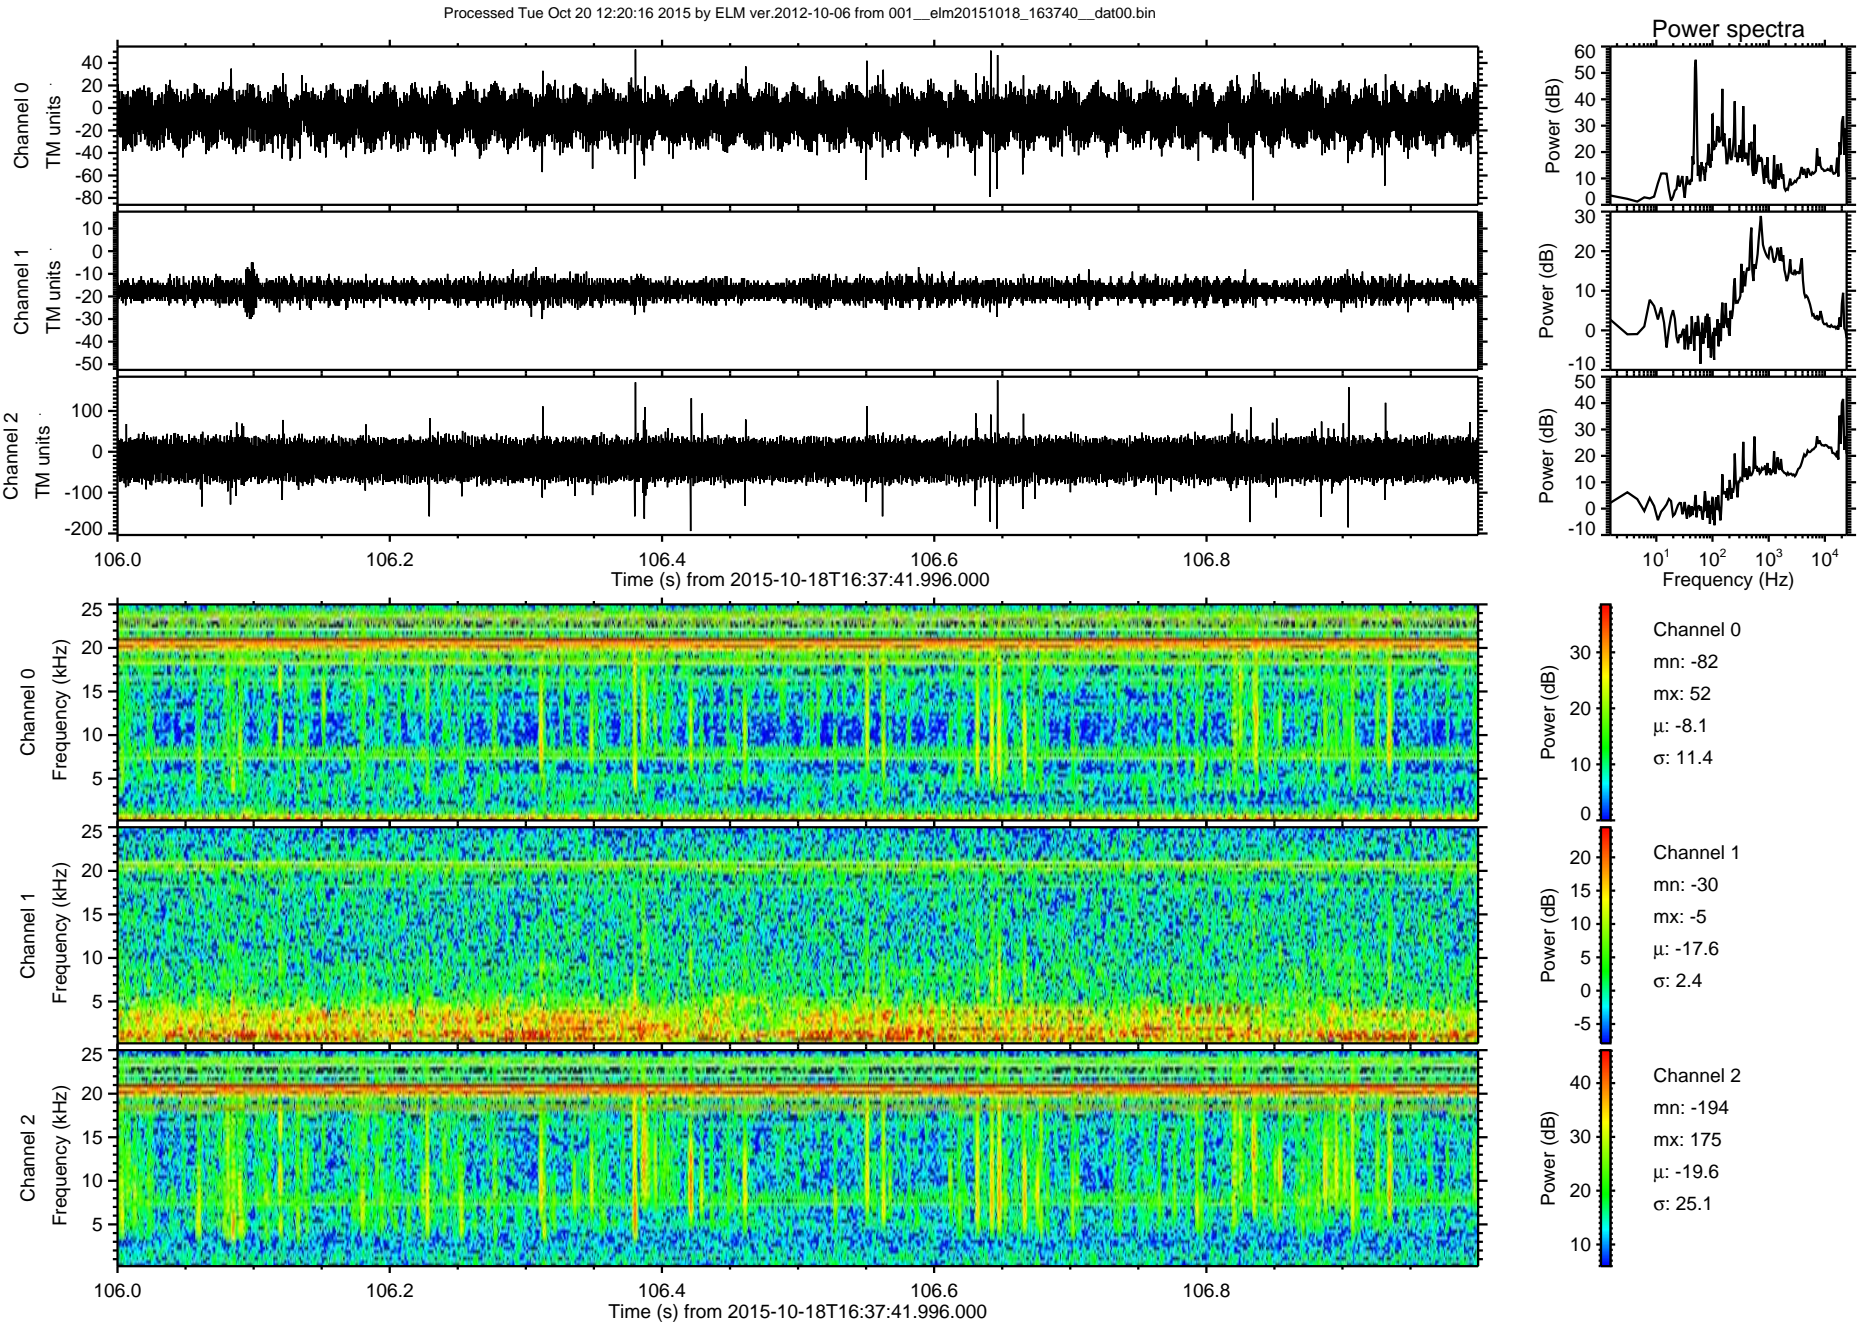 Processed Tue Oct 20 12:20:16 2015 by ELM ver.2012-10-06 from 001__elm20151018_163740__dat00.bin
Power spectra
Channel 0
TM units
40
20
0
-20
-40
-60
-80
Power (dB)
60
50
40
30
20
10
0
Channel 1
TM units
10
0
-10
-20
-30
-40
-50
Power (dB)
30
20
10
0
-10
Channel 2
TM units
100
0
-100
-200
Power (dB)
50
40
30
20
10
0
-10
106.0 106.2 106.4 106.6 106.8
Time (s) from 2015-10-18T16:37:41.996.000
10^1 10^2 10^3 10^4
Frequency (Hz)
Channel 0
Frequency (kHz)
25
20
15
10
5
Power (dB)
30
20
10
0
Channel 0
mn: -82
mx: 52
μ: -8.1
σ: 11.4
Channel 1
Frequency (kHz)
25
20
15
10
5
Power (dB)
20
15
10
5
0
-5
Channel 1
mn: -30
mx: -5
μ: -17.6
σ: 2.4
Channel 2
Frequency (kHz)
25
20
15
10
5
Power (dB)
40
30
20
10
Channel 2
mn: -194
mx: 175
μ: -19.6
σ: 25.1
106.0 106.2 106.4 106.6 106.8
Time (s) from 2015-10-18T16:37:41.996.000